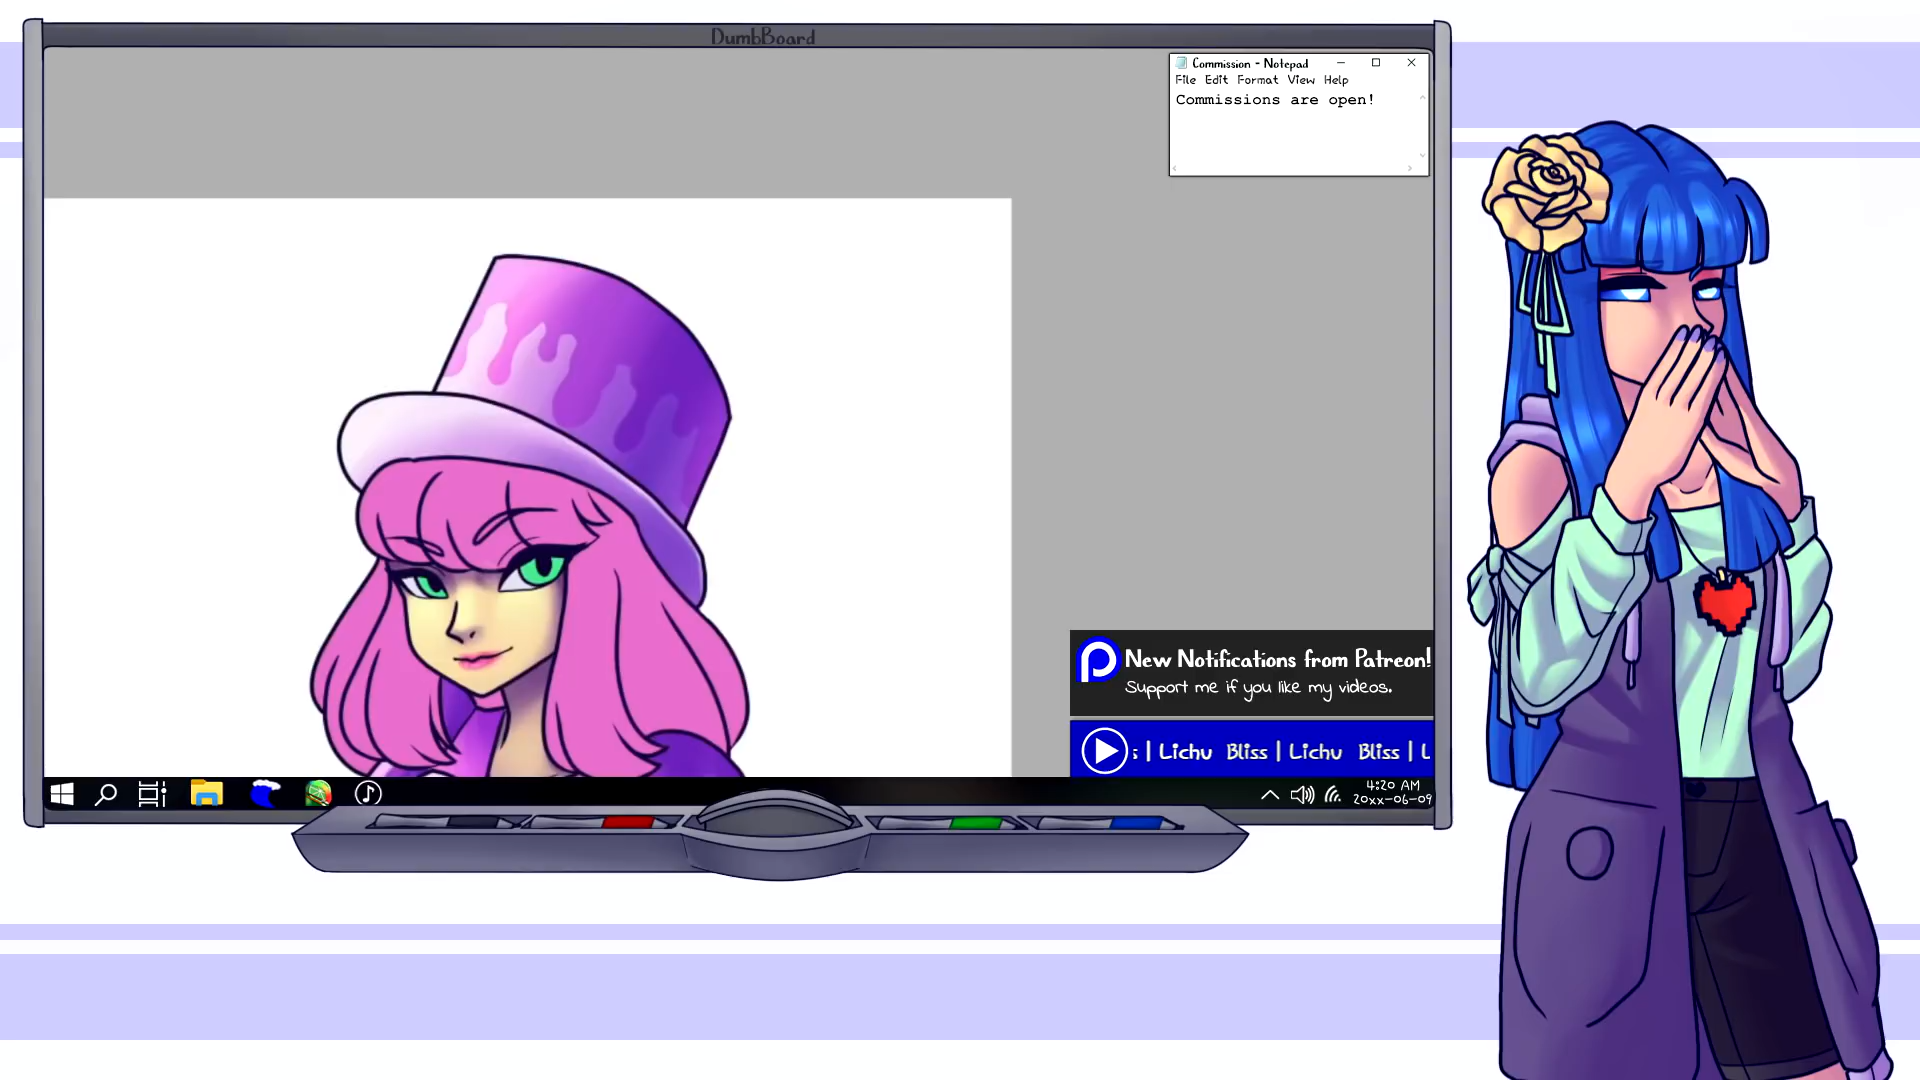 DumbBoard
Commission - Notepad
File Edit Format View Help
Commissions are open!
New Notifications from Patreon!
Support me if you like my videos.
| Lichu Bliss | Lichu Bliss |
4:20 AM
20xx-06-09